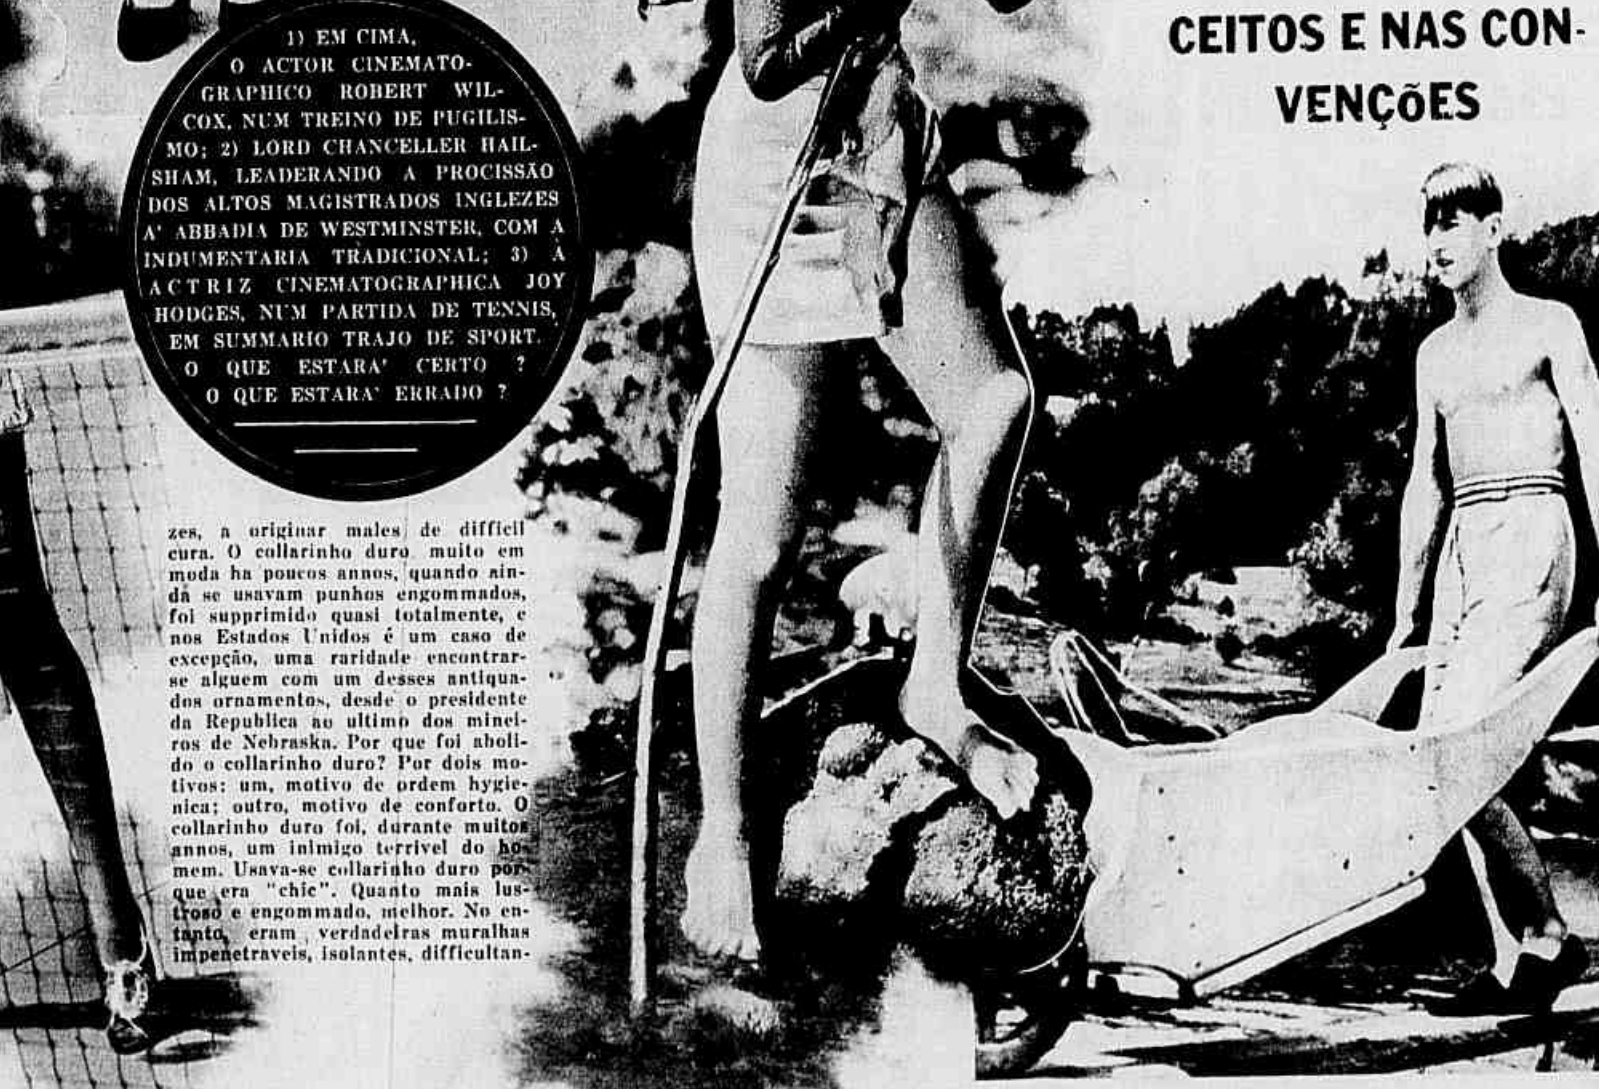 1) EM CIMA,
O ACTOR CINEMATO-
GRAPHICO ROBERT WIL-
COX, NUM TREINO DE PUGILIS-
MO; 2) LORD CHANCELLER HAIL-
SHAM, LEADERANDO A PROCISSÃO
DOS ALTOS MAGISTRADOS INGLEZES
A' ABBADIA DE WESTMINSTER, COM A
INDUMENTARIA TRADICIONAL; 3) A
ACTRIZ CINEMATOGRAPHICA JOY
HODGES, NUM PARTIDA DE TENNIS,
EM SUMMARIO TRAJO DE SPORT.
O QUE ESTARA' CERTO ?
O QUE ESTARA' ERRADO ?
zes, a originar males de difficil
cura. O collarinho duro, muito em
moda ha poucos annos, quando ain-
da se usavam punhos engommados,
foi supprimido quasi totalmente, e
nos Estados Unidos é um caso de
excepção, uma raridade encontrar-
se alguem com um desses antiqua-
dos ornamentos, desde o presidente
da Republica ao ultimo dos minei-
ros de Nebraska. Por que foi aboli-
do o collarinho duro? Por dois mo-
tivos: um, motivo de ordem hygie-
nica; outro, motivo de conforto. O
collarinho duro foi, durante muitos
annos, um inimigo terrivel do ho-
mem. Usava-se collarinho duro por-
que era "chic". Quanto mais lus-
troso e engommado, melhor. No en-
tanto, eram verdadeiras muralhas
impenetraveis, isolantes, difficultan-
CEITOS E NAS CON-
VENÇÕES